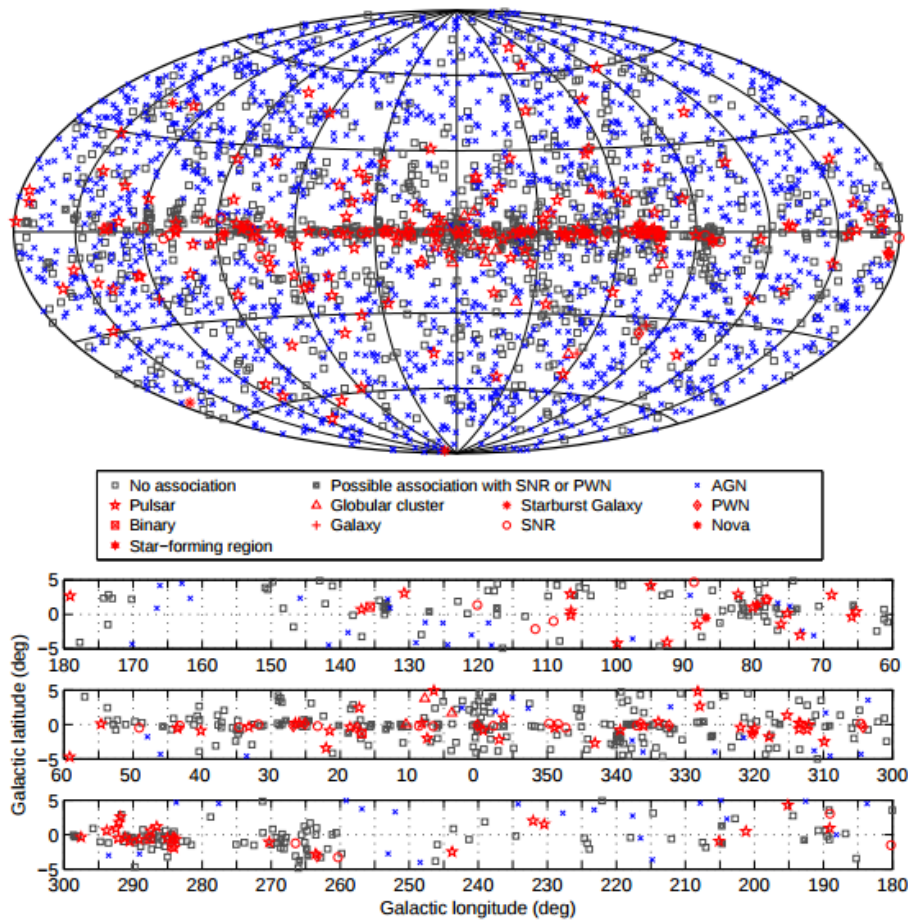 No association Possible association with SNR or PWN AGN
Pulsar Globular cluster Starburst Galaxy PWN
Binary Galaxy SNR Nova
Star-forming region
5
0
−5
180 170 160 150 140 130 120 110 100 90 80 70 60
Galactic latitude (deg)
5
0
−5
60 50 40 30 20 10 0 350 340 330 320 310 300
5
0
−5
300 290 280 270 260 250 240 230 220 210 200 190 180
Galactic longitude (deg)